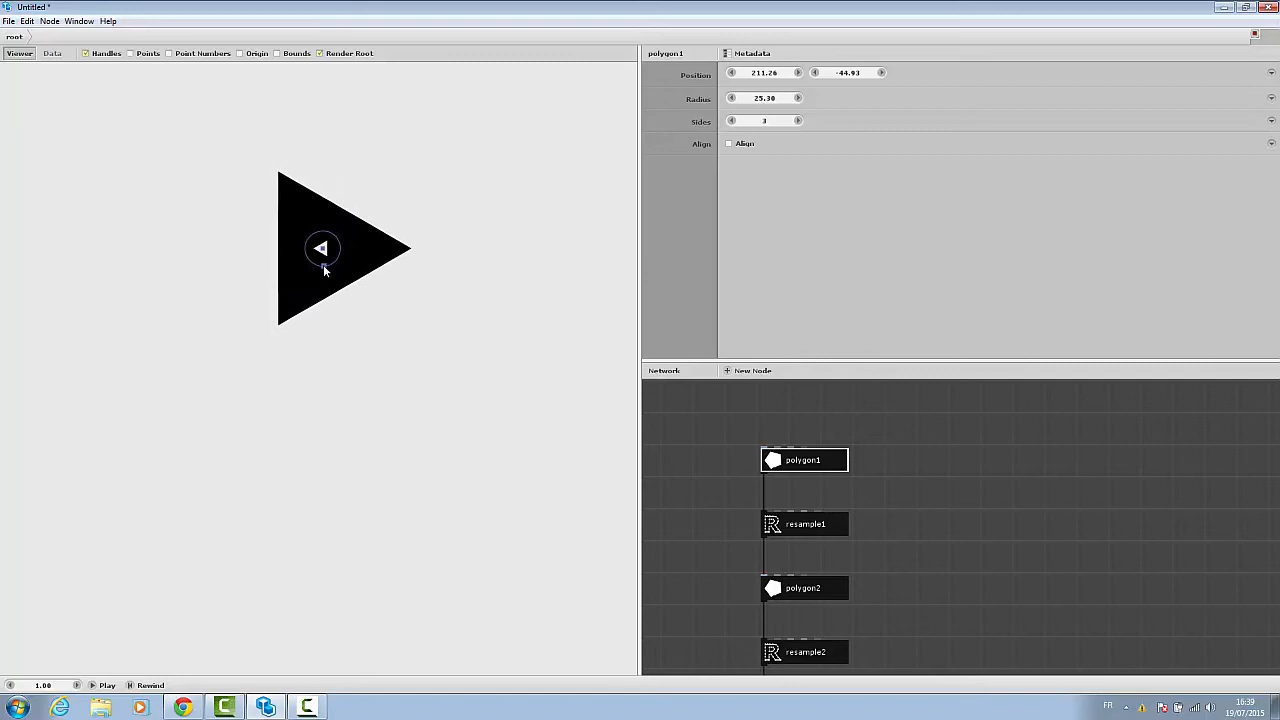 Untitled *
File Edit Node Window Help
root
Viewer Data Handles Points Point Numbers Origin Bounds Render Root
polygon1 Metadata
Position 211.26 -44.93
Radius 25.30
Sides 3
Align Align
Network New Node
polygon1
resample1
polygon2
resample2
1.00 Play Rewind
FR 16:39
19/07/2015